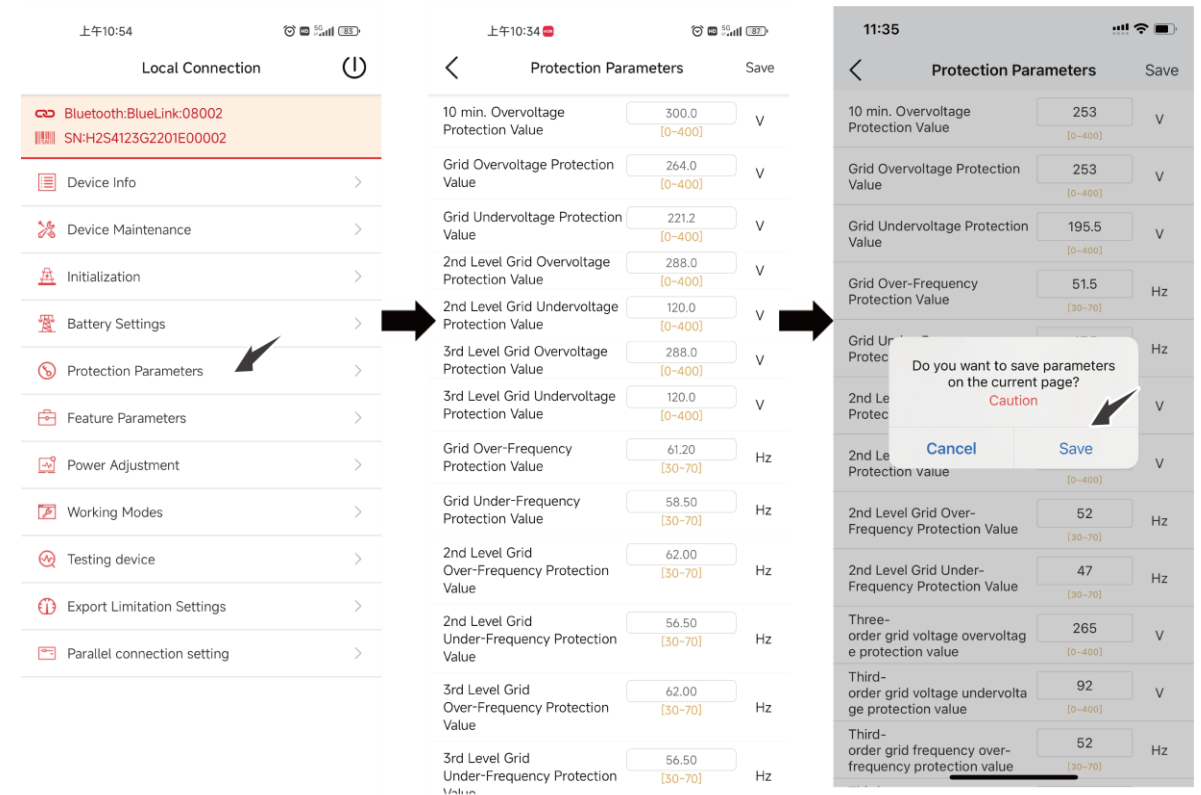 上午10:54
5G
83
Local Connection
Bluetooth:BlueLink:08002
SN:H2S4123G2201E00002
Device Info
Device Maintenance
Initialization
Battery Settings
Protection Parameters
Feature Parameters
Power Adjustment
Working Modes
Testing device
Export Limitation Settings
Parallel connection setting
上午10:34
5G
87
Protection Parameters
Save
10 min. Overvoltage
Protection Value
300.0
[0~400]
V
Grid Overvoltage Protection
Value
264.0
[0~400]
V
Grid Undervoltage Protection
Value
221.2
[0~400]
V
2nd Level Grid Overvoltage
Protection Value
288.0
[0~400]
V
2nd Level Grid Undervoltage
Protection Value
120.0
[0~400]
V
3rd Level Grid Overvoltage
Protection Value
288.0
[0~400]
V
3rd Level Grid Undervoltage
Protection Value
120.0
[0~400]
V
Grid Over-Frequency
Protection Value
61.20
[30~70]
Hz
Grid Under-Frequency
Protection Value
58.50
[30~70]
Hz
2nd Level Grid
Over-Frequency Protection
Value
62.00
[30~70]
Hz
2nd Level Grid
Under-Frequency Protection
Value
56.50
[30~70]
Hz
3rd Level Grid
Over-Frequency Protection
Value
62.00
[30~70]
Hz
3rd Level Grid
Under-Frequency Protection
Value
56.50
[30~70]
Hz
11:35
Protection Parameters
Save
10 min. Overvoltage
Protection Value
253
[0~400]
V
Grid Overvoltage Protection
Value
253
[0~400]
V
Grid Undervoltage Protection
Value
195.5
[0~400]
V
Grid Over-Frequency
Protection Value
51.5
[30~70]
Hz
Grid Un
Protec
Hz
2nd Le
Protec
V
2nd Le
Protection Value
[0~400]
V
Do you want to save parameters
on the current page?
Caution
Cancel
Save
2nd Level Grid Over-
Frequency Protection Value
52
[30~70]
Hz
2nd Level Grid Under-
Frequency Protection Value
47
[30~70]
Hz
Three-
order grid voltage overvoltag
e protection value
265
[0~400]
V
Third-
order grid voltage undervolta
ge protection value
92
[0~400]
V
Third-
order grid frequency over-
frequency protection value
52
[30~70]
Hz